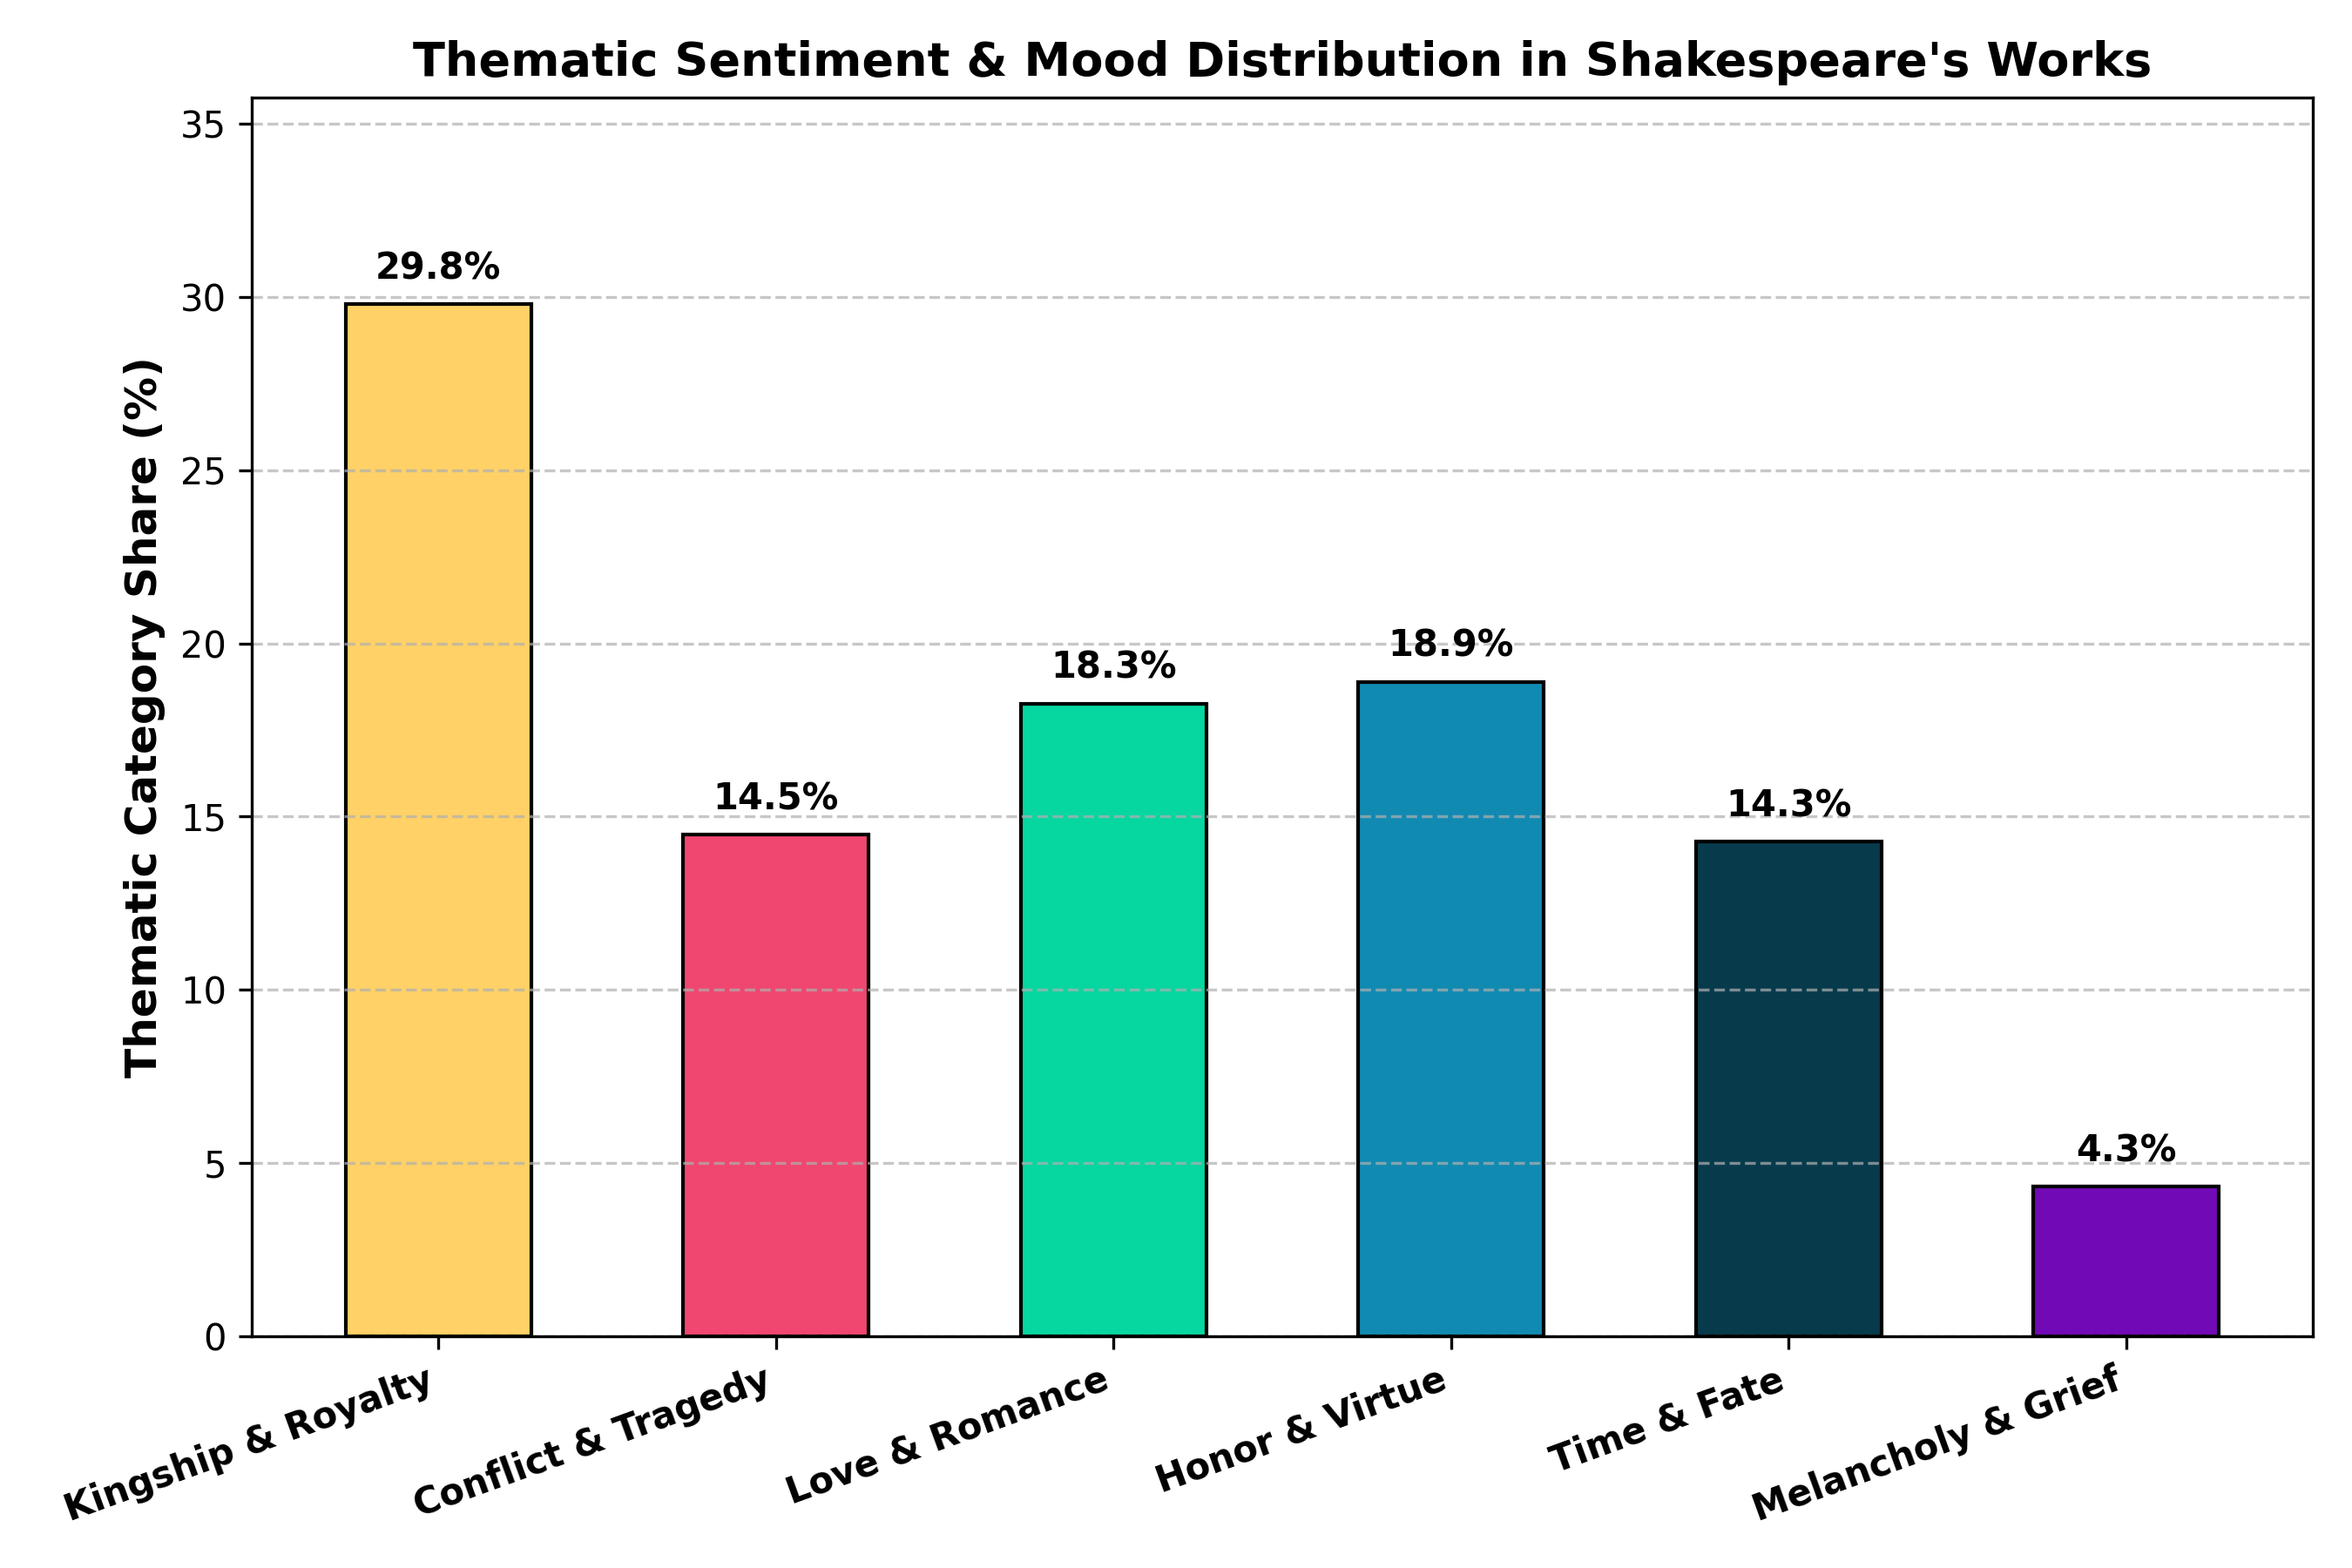 Thematic Sentiment & Mood Distribution in Shakespeare's Works
Thematic Category Share (%)
35
30
25
20
15
10
5
0
29.8%
14.5%
18.3%
18.9%
14.3%
4.3%
Kingship & Royalty
Conflict & Tragedy
Love & Romance
Honor & Virtue
Time & Fate
Melancholy & Grief